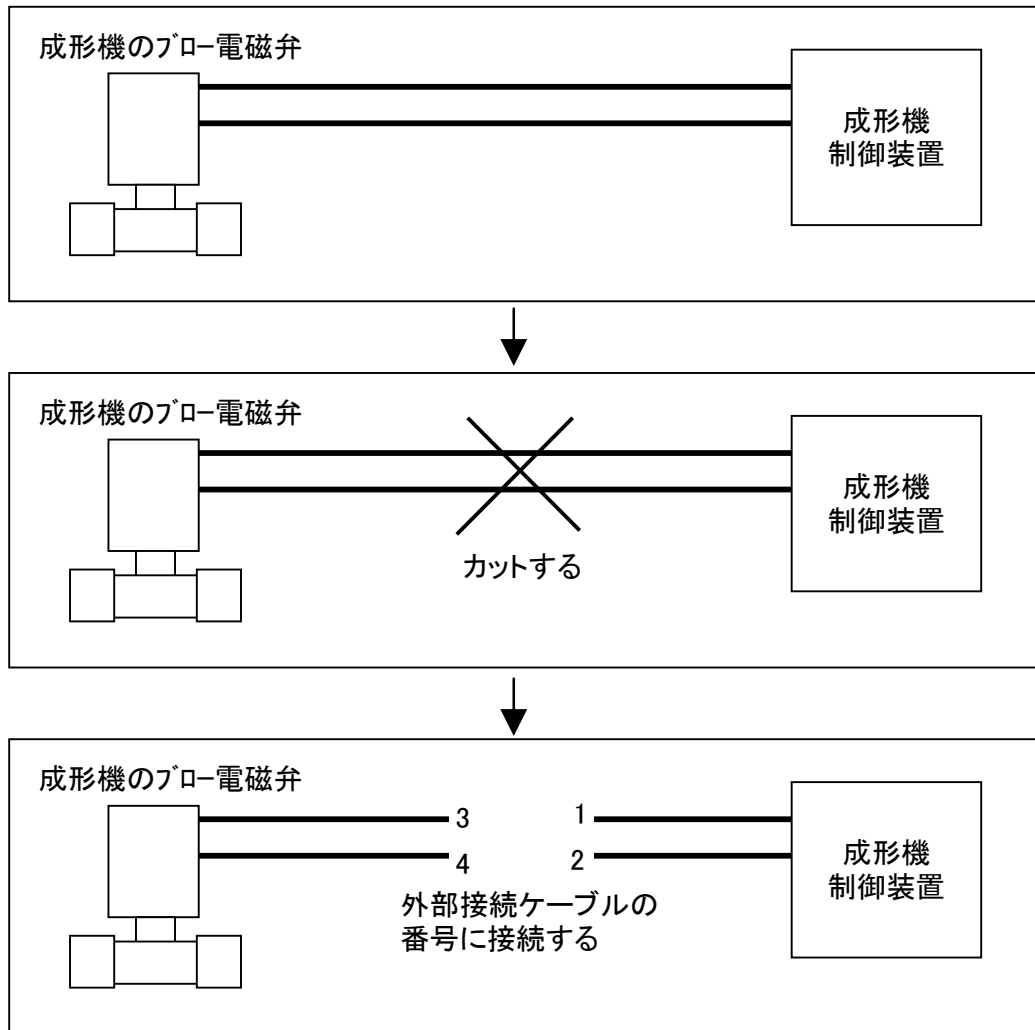 成形機のﾌﾞﾛｰ電磁弁
成形機
制御装置
成形機のﾌﾞﾛｰ電磁弁
成形機
制御装置
カットする
成形機のﾌﾞﾛｰ電磁弁
3
1
4
2
成形機
制御装置
外部接続ケーブルの
番号に接続する